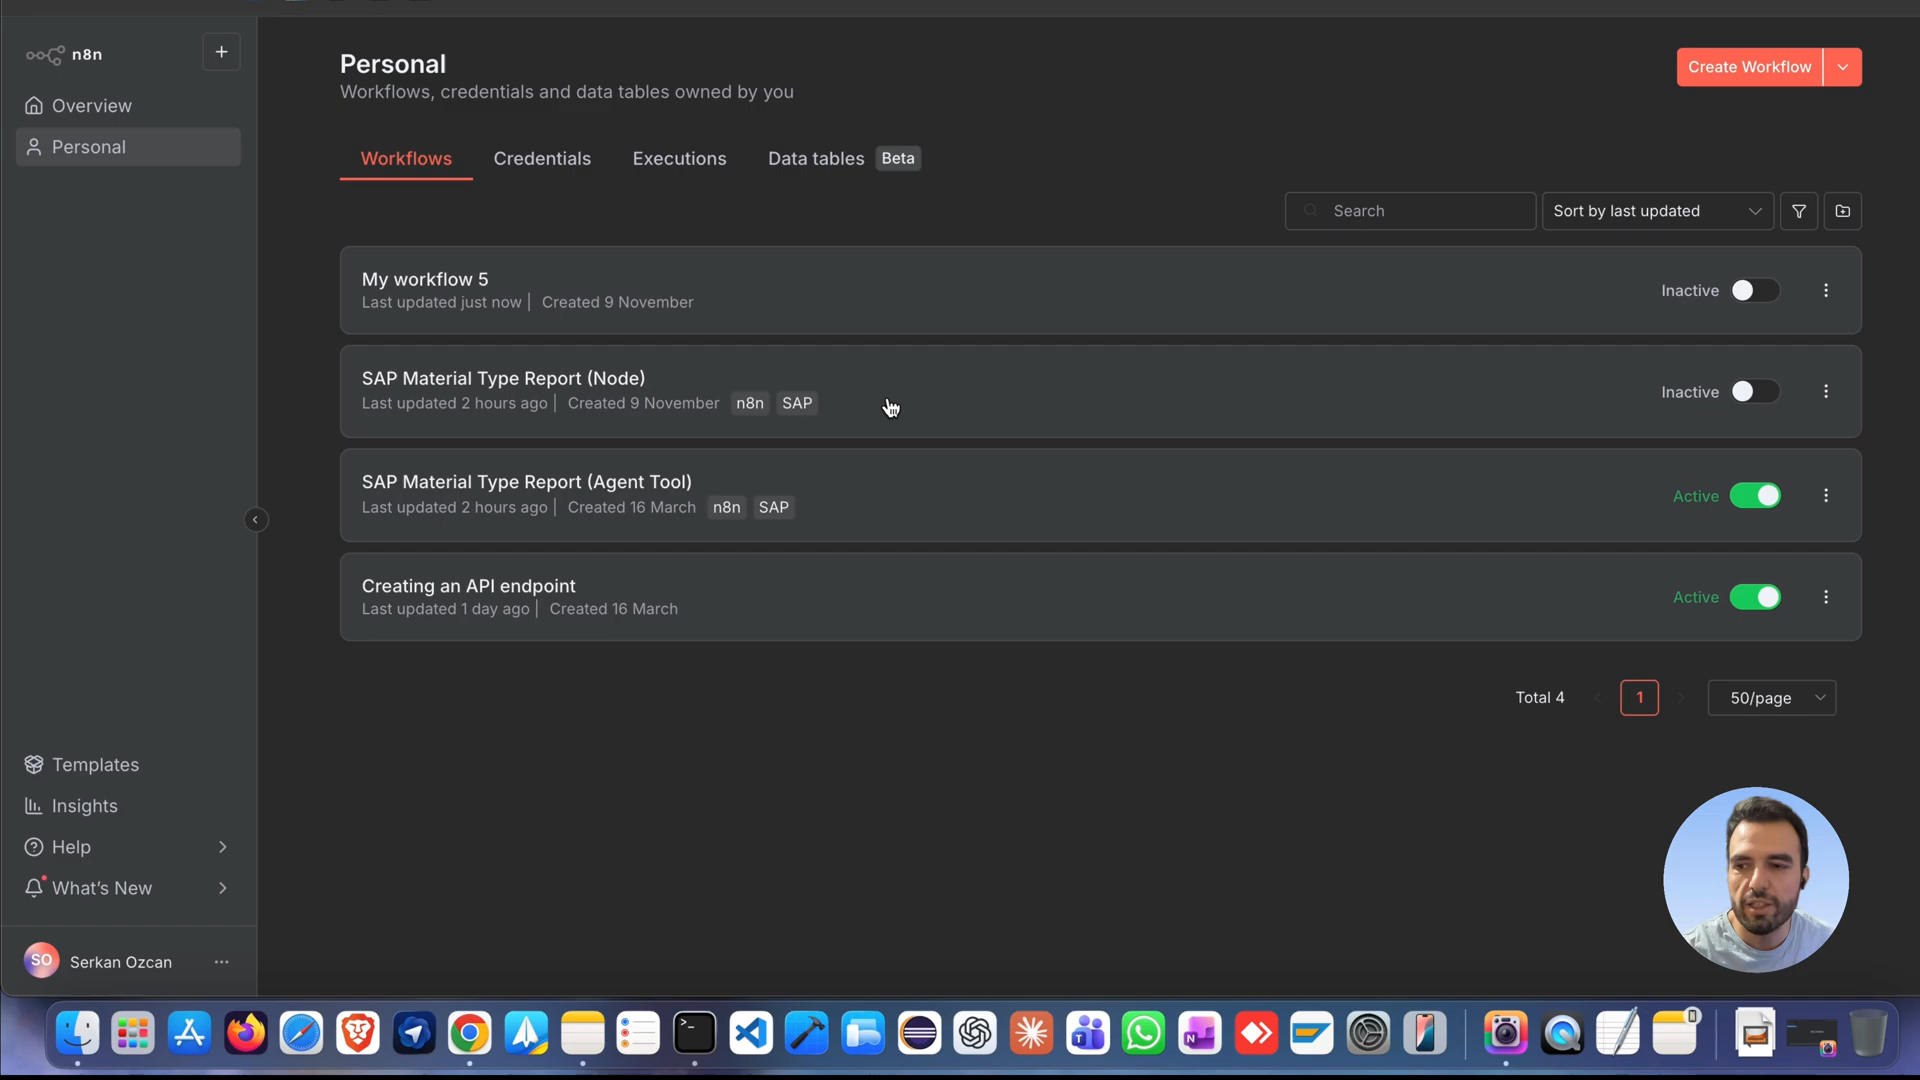 n8n
+
Overview
Personal
Personal
Workflows, credentials and data tables owned by you
Create Workflow
Workflows
Credentials
Executions
Data tables
Beta
Search
Sort by last updated
My workflow 5
Last updated just now | Created 9 November
Inactive
SAP Material Type Report (Node)
Last updated 2 hours ago | Created 9 November n8n SAP
Inactive
SAP Material Type Report (Agent Tool)
Last updated 2 hours ago | Created 16 March n8n SAP
Active
Creating an API endpoint
Last updated 1 day ago | Created 16 March
Active
Total 4
1
50/page
Templates
Insights
Help
What's New
SO
Serkan Ozcan